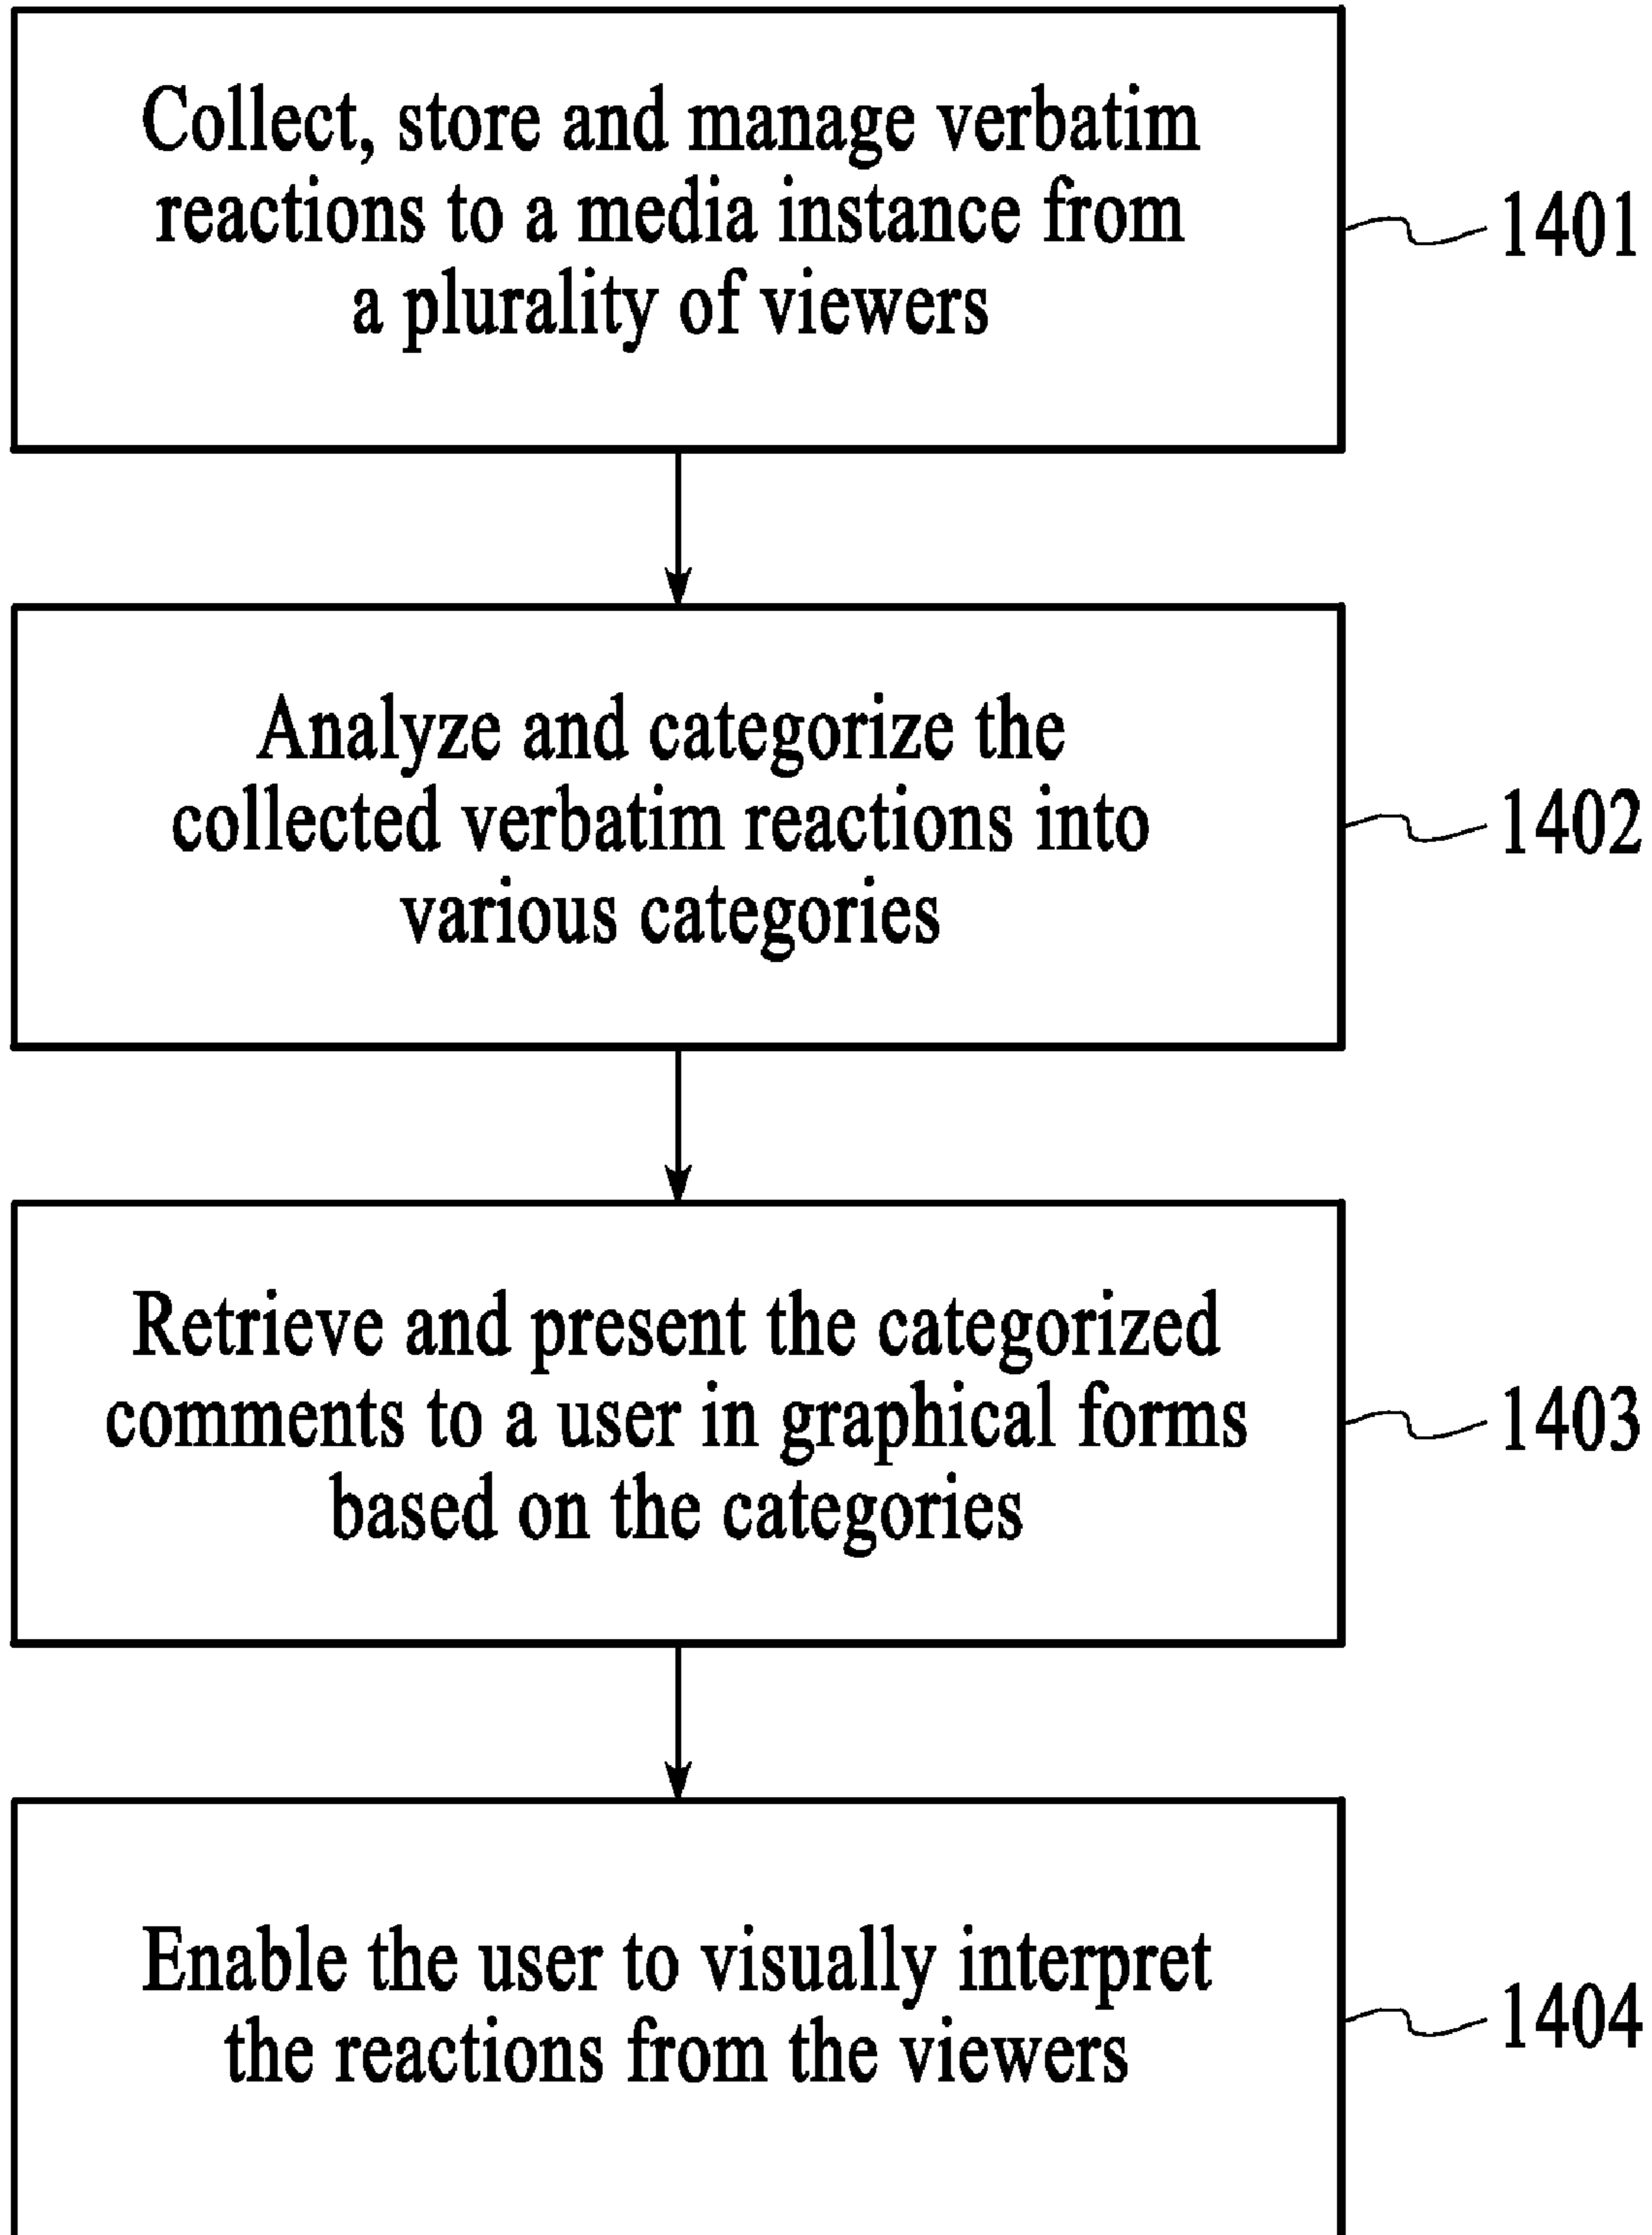 Collect, store and manage verbatim
reactions to a media instance from
a plurality of viewers
1401
Analyze and categorize the
collected verbatim reactions into
various categories
1402
Retrieve and present the categorized
comments to a user in graphical forms
based on the categories
1403
Enable the user to visually interpret
the reactions from the viewers
1404